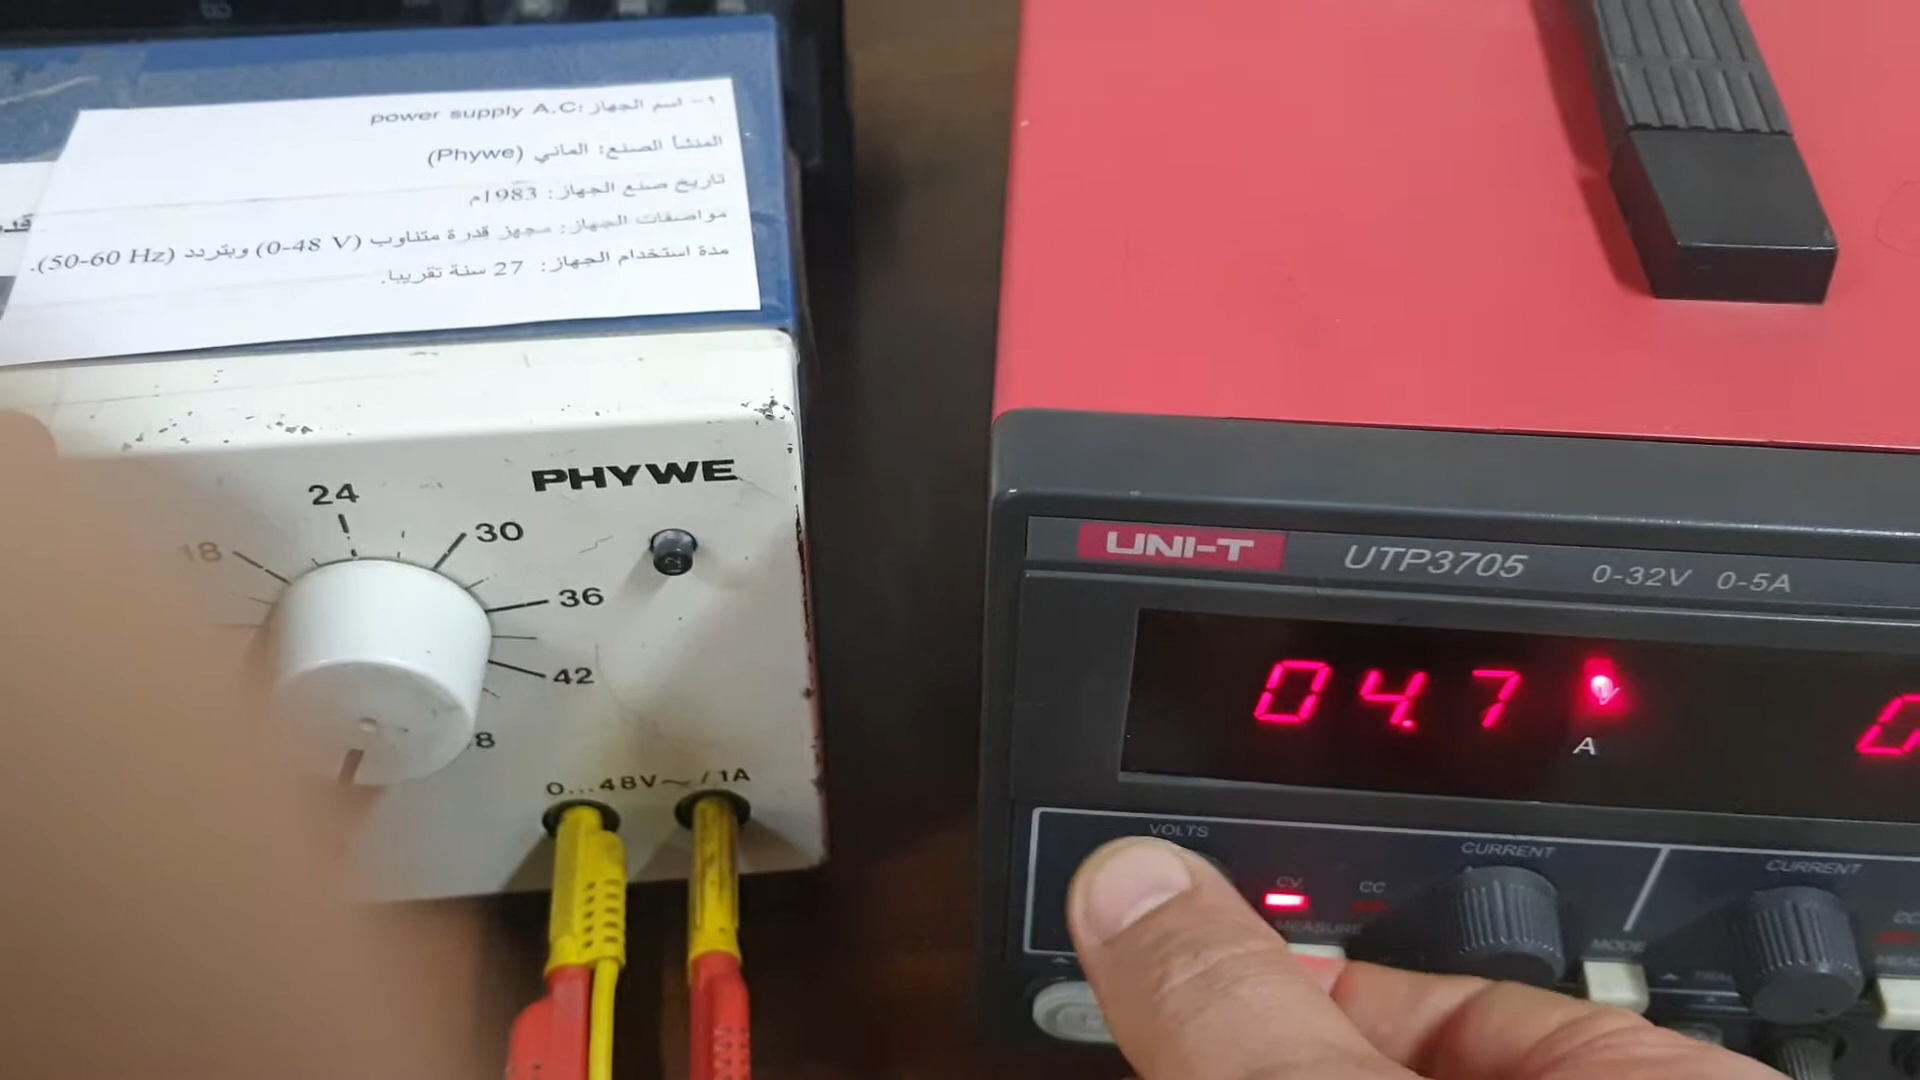 ١- اسم الجهاز: power supply A.C
المنشأ الصنع: الماني (Phywe)
تاريخ صنع الجهاز: 1983م
مواصفات الجهاز: مجهز قدرة متناوب (0-48 V) وبتردد (50-60 Hz).
مدة استخدام الجهاز: 27 سنة تقريبا.
PHYWE
18
24
30
36
42
8
0...48V~/1A
UNI-T UTP3705 0-32V 0-5A
04.7
A
VOLTS
CV
CC
MEASURE
CURRENT
MODE
CURRENT
CC